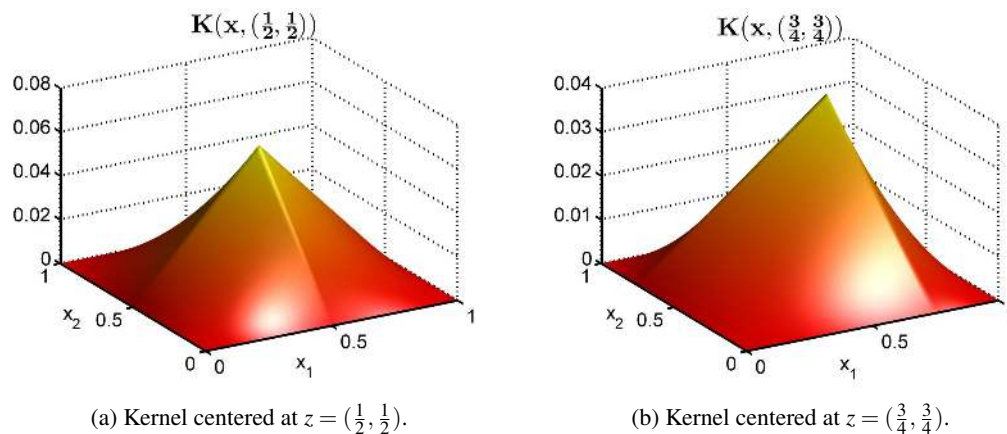 K(x, (1/2, 1/2))
0.08
0.06
0.04
0.02
0
1
x₂ 0.5
0
0
x₁
0.5
1
(a) Kernel centered at z = (1/2, 1/2).
K(x, (3/4, 3/4))
0.04
0.03
0.02
0.01
0
1
x₂ 0.5
0
0
x₁
0.5
1
(b) Kernel centered at z = (3/4, 3/4).